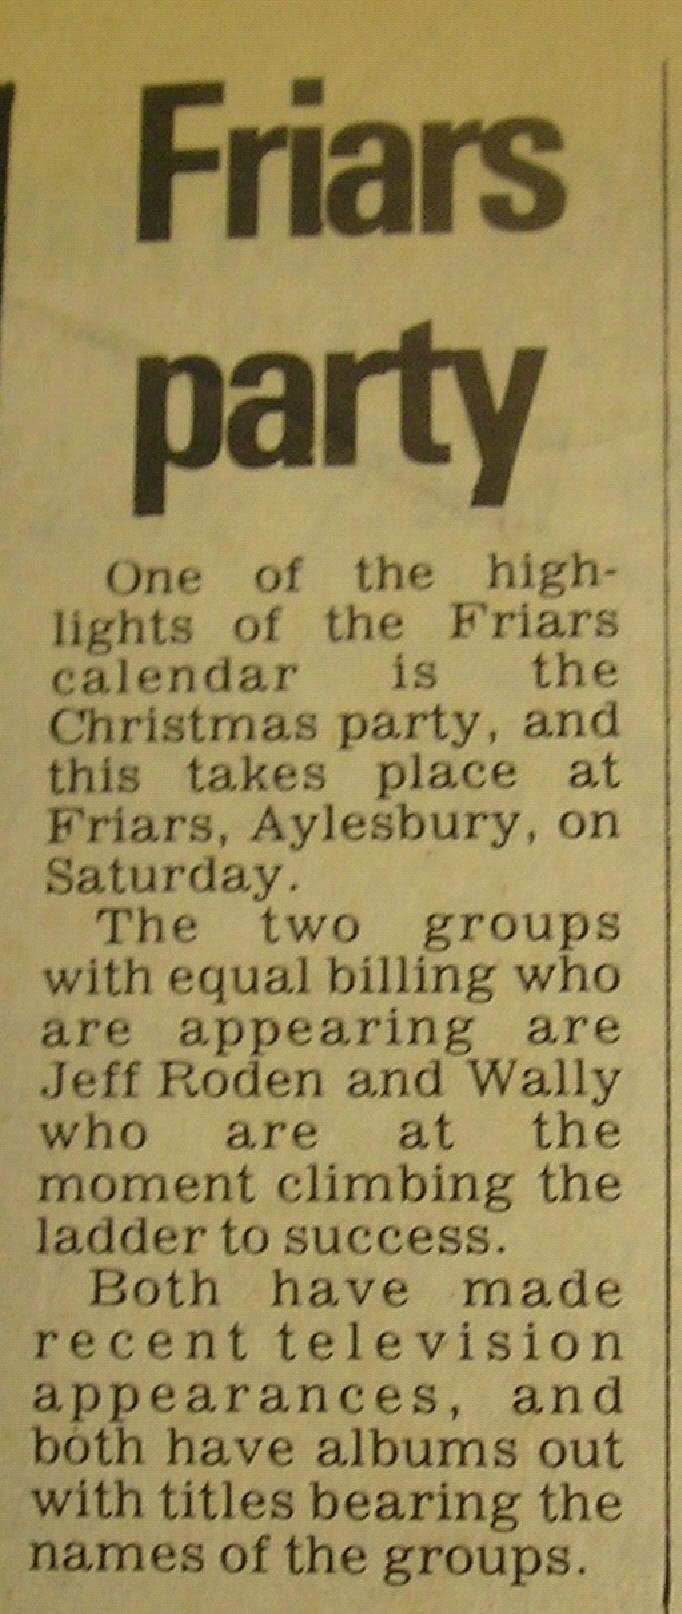 Friars
party
One of the high-
lights of the Friars
calendar is the
Christmas party, and
this takes place at
Friars, Aylesbury, on
Saturday.
The two groups
with equal billing who
are appearing are
Jeff Roden and Wally
who are at the
moment climbing the
ladder to success.
Both have made
recent television
appearances, and
both have albums out
with titles bearing the
names of the groups.